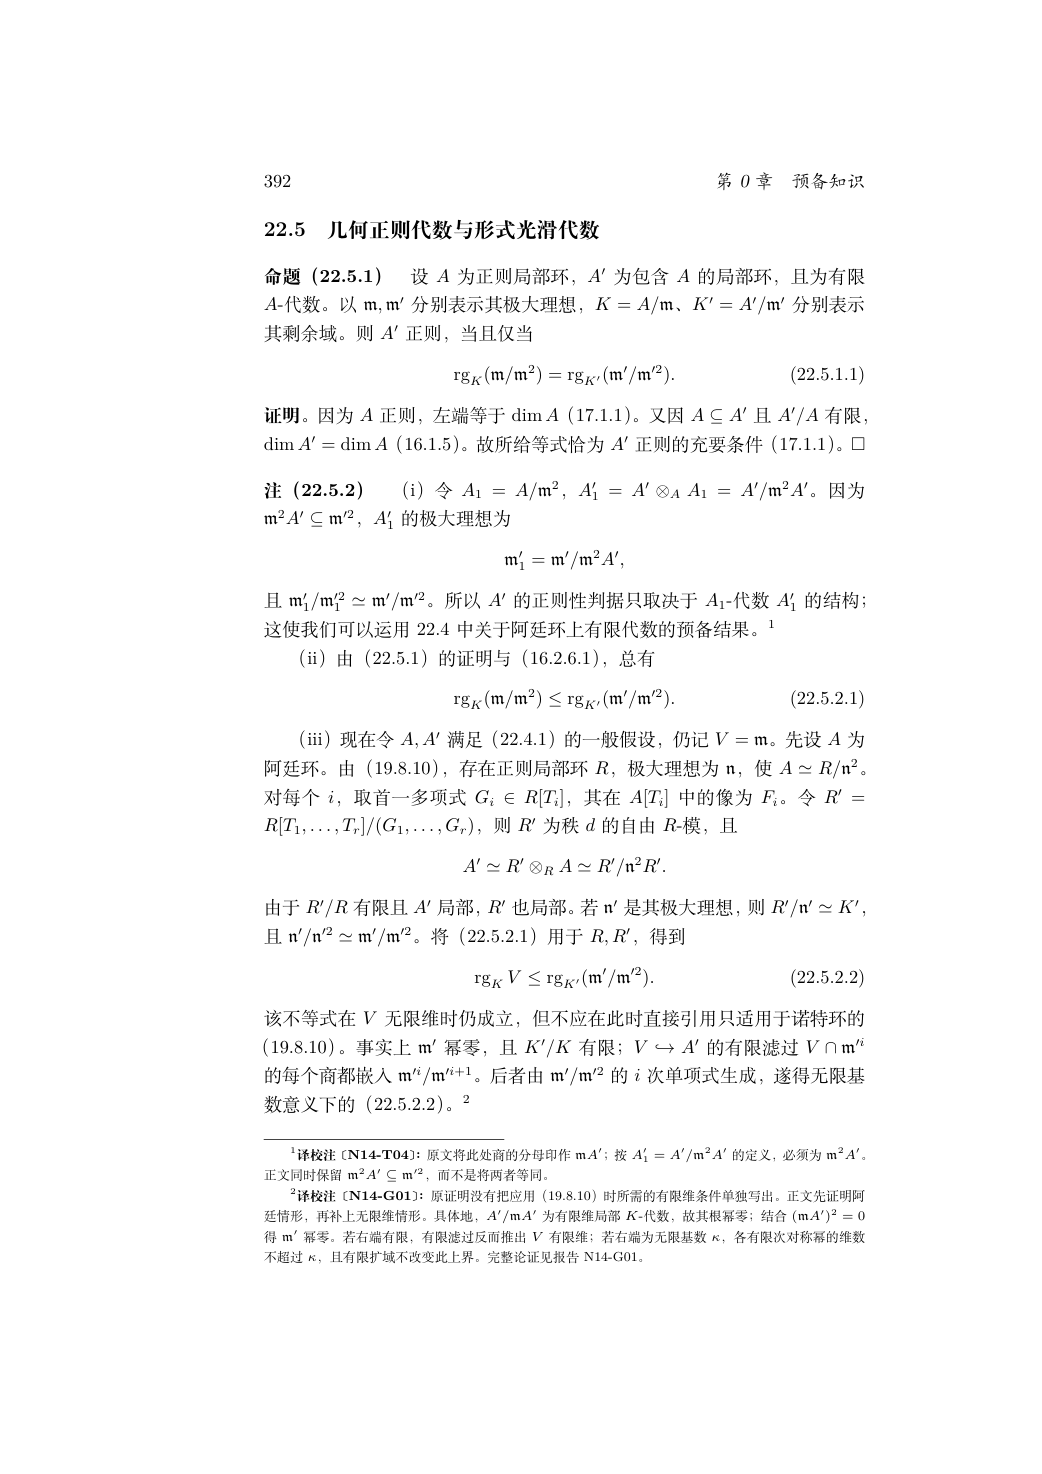 392 第 0 章 预备知识
22.5 几何正则代数与形式光滑代数
命题（22.5.1） 设 A 为正则局部环，A′ 为包含 A 的局部环，且为有限
A-代数。以 𝔪, 𝔪′ 分别表示其极大理想，K = A/𝔪、K′ = A′/𝔪′ 分别表示
其剩余域。则 A′ 正则，当且仅当
rg_K(𝔪/𝔪²) = rg_{K′}(𝔪′/𝔪′²). (22.5.1.1)
证明。因为 A 正则，左端等于 dim A（17.1.1）。又因 A ⊆ A′ 且 A′/A 有限，
dim A′ = dim A（16.1.5）。故所给等式恰为 A′ 正则的充要条件（17.1.1）。□
注（22.5.2） （i）令 A₁ = A/𝔪²，A′₁ = A′ ⊗_A A₁ = A′/𝔪²A′。因为
𝔪²A′ ⊆ 𝔪′²，A′₁ 的极大理想为
𝔪′₁ = 𝔪′/𝔪²A′,
且 𝔪′₁/𝔪′₁² ≃ 𝔪′/𝔪′²。所以 A′ 的正则性判据只取决于 A₁-代数 A′₁ 的结构；
这使我们可以运用 22.4 中关于阿廷环上有限代数的预备结果。¹
（ii）由（22.5.1）的证明与（16.2.6.1），总有
rg_K(𝔪/𝔪²) ≤ rg_{K′}(𝔪′/𝔪′²). (22.5.2.1)
（iii）现在令 A, A′ 满足（22.4.1）的一般假设，仍记 V = 𝔪。先设 A 为
阿廷环。由（19.8.10），存在正则局部环 R，极大理想为 𝔫，使 A ≃ R/𝔫²。
对每个 i，取首一多项式 G_i ∈ R[T_i]，其在 A[T_i] 中的像为 F_i。令 R′ =
R[T₁, . . . , T_r]/(G₁, . . . , G_r)，则 R′ 为秩 d 的自由 R-模，且
A′ ≃ R′ ⊗_R A ≃ R′/𝔫²R′.
由于 R′/R 有限且 A′ 局部，R′ 也局部。若 𝔫′ 是其极大理想，则 R′/𝔫′ ≃ K′，
且 𝔫′/𝔫′² ≃ 𝔪′/𝔪′²。将（22.5.2.1）用于 R, R′，得到
rg_K V ≤ rg_{K′}(𝔪′/𝔪′²). (22.5.2.2)
该不等式在 V 无限维时仍成立，但不应在此时直接引用只适用于诺特环的
（19.8.10）。事实上 𝔪′ 幂零，且 K′/K 有限；V ↪ A′ 的有限滤过 V ∩ 𝔪′ⁱ
的每个商都嵌入 𝔪′ⁱ/𝔪′ⁱ⁺¹。后者由 𝔪′/𝔪′² 的 i 次单项式生成，遂得无限基
数意义下的（22.5.2.2）。²
¹译校注〔N14-T04〕：原文将此处商的分母印作 𝔪A′；按 A′₁ = A′/𝔪²A′ 的定义，必须为 𝔪²A′。
正文同时保留 𝔪²A′ ⊆ 𝔪′²，而不是将两者等同。
²译校注〔N14-G01〕：原证明没有把应用（19.8.10）时所需的有限维条件单独写出。正文先证明阿
廷情形，再补上无限维情形。具体地，A′/𝔪A′ 为有限维局部 K-代数，故其根幂零；结合 (𝔪A′)² = 0
得 𝔪′ 幂零。若右端有限，有限滤过反而推出 V 有限维；若右端为无限基数 κ，各有限次对称幂的维数
不超过 κ，且有限扩域不改变此上界。完整论证见报告 N14-G01。